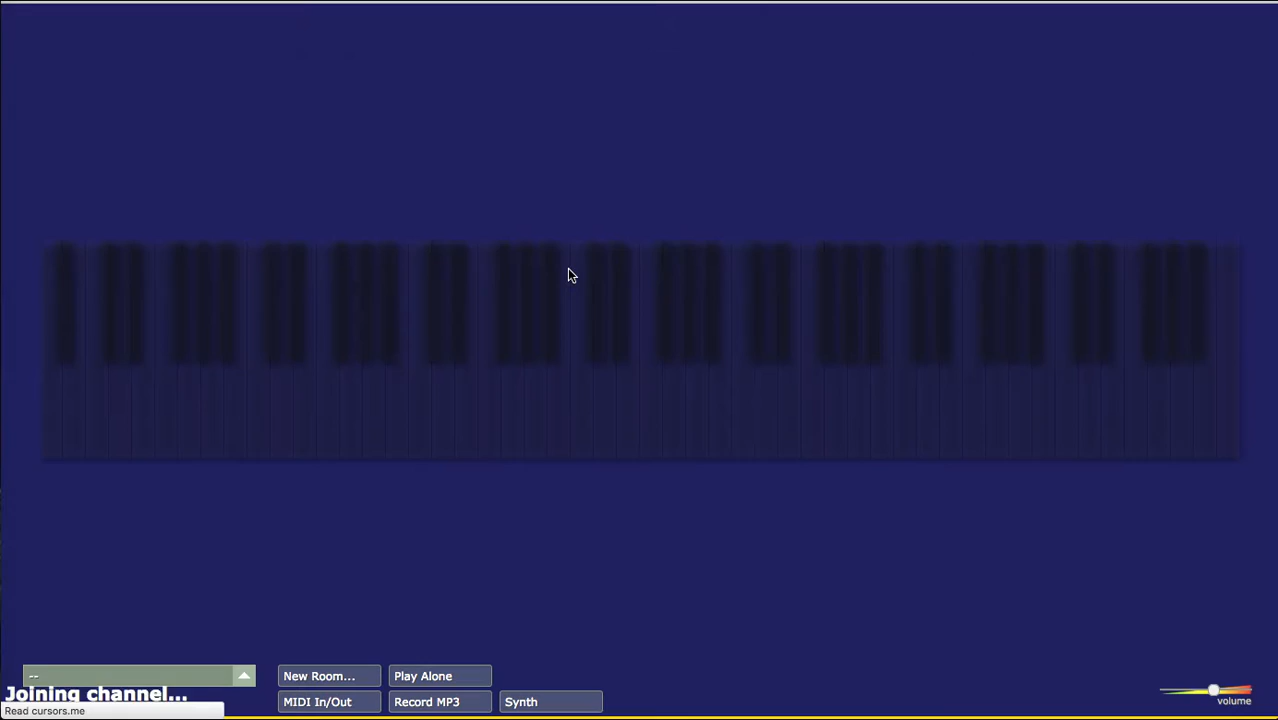 --
New Room...
Play Alone
Joining channel...
MIDI In/Out
Record MP3
Synth
volume
Read cursors.me